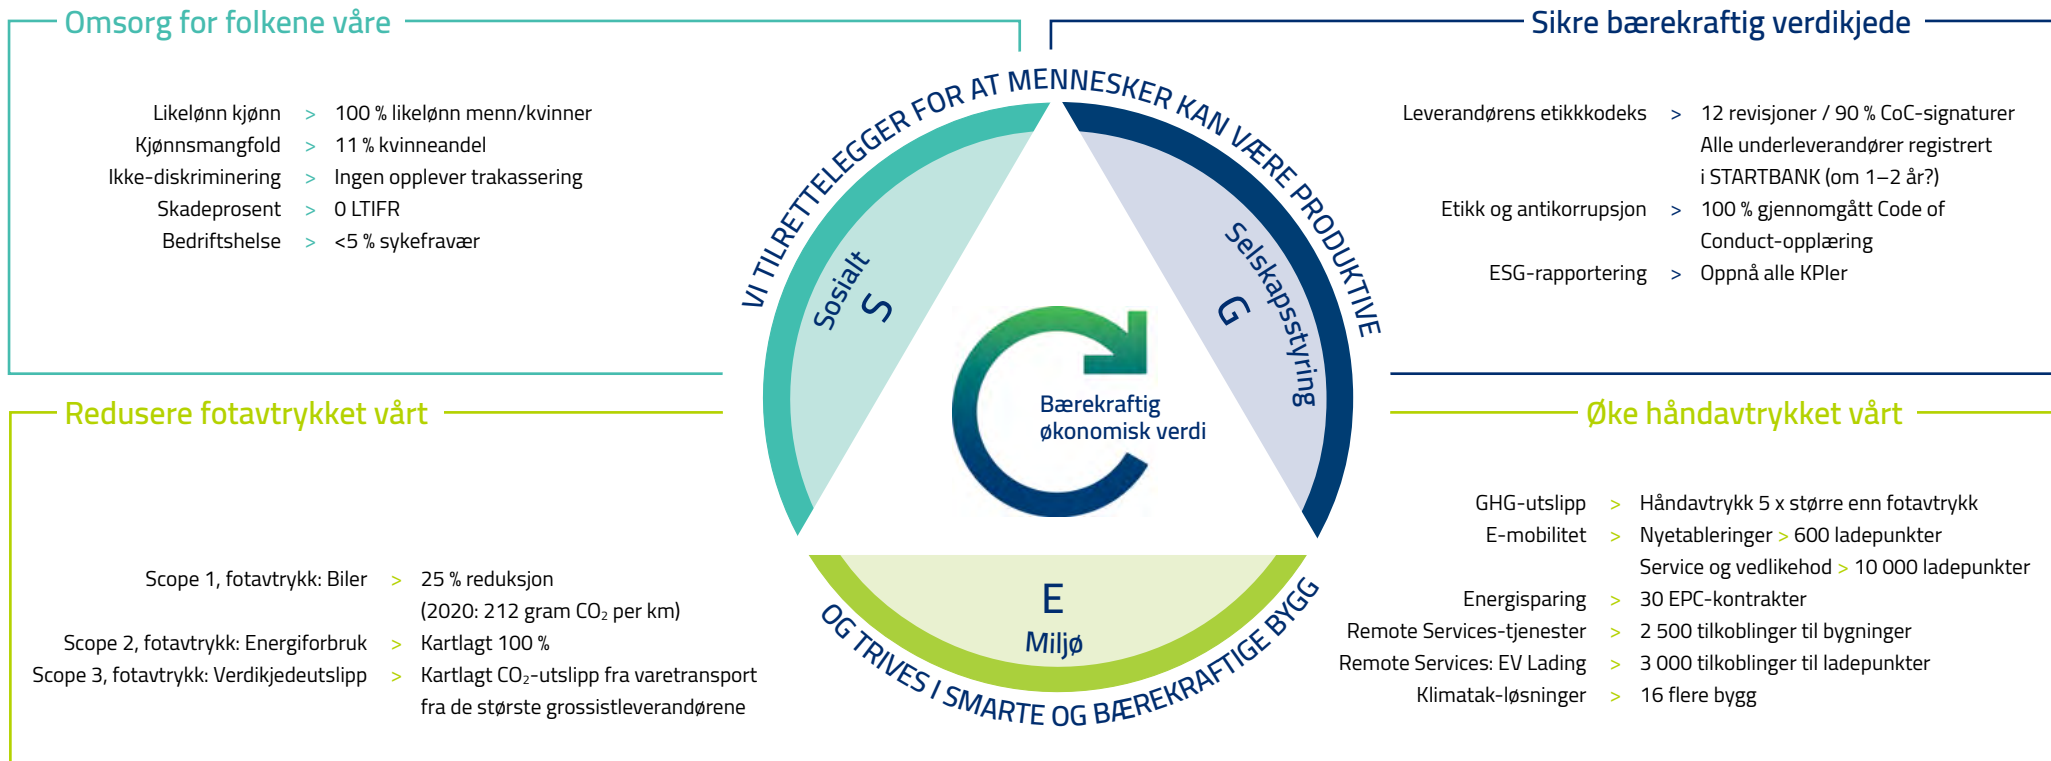 Omsorg for folkene våre
Likelønn kjønn > 100 % likelønn menn/kvinner
Kjønnsmangfold > 11 % kvinneandel
Ikke-diskriminering > Ingen opplever trakassering
Skadeprosent > 0 LTIFR
Bedriftshelse > <5 % sykefravær
Sikre bærekraftig verdikjede
Leverandørens etikkkodeks > 12 revisjoner / 90 % CoC-signaturer
Alle underleverandører registrert
i STARTBANK (om 1–2 år?)
Etikk og antikorrupsjon > 100 % gjennomgått Code of
Conduct-opplæring
ESG-rapportering > Oppnå alle KPIer
VI TILRETTELEGGER FOR AT MENNESKER KAN VÆRE PRODUKTIVE
Sosialt
S
Selskapsstyring
G
Bærekraftig
økonomisk verdi
E
Miljø
OG TRIVES I SMARTE OG BÆREKRAFTIGE BYGG
Redusere fotavtrykket vårt
Scope 1, fotavtrykk: Biler > 25 % reduksjon
(2020: 212 gram CO₂ per km)
Scope 2, fotavtrykk: Energiforbruk > Kartlagt 100 %
Scope 3, fotavtrykk: Verdikjedeutslipp > Kartlagt CO₂-utslipp fra varetransport
fra de største grossistleverandørene
Øke håndavtrykket vårt
GHG-utslipp > Håndavtrykk 5 x større enn fotavtrykk
E-mobilitet > Nyetableringer > 600 ladepunkter
Service og vedlikehod > 10 000 ladepunkter
Energisparing > 30 EPC-kontrakter
Remote Services-tjenester > 2 500 tilkoblinger til bygninger
Remote Services: EV Lading > 3 000 tilkoblinger til ladepunkter
Klimatak-løsninger > 16 flere bygg